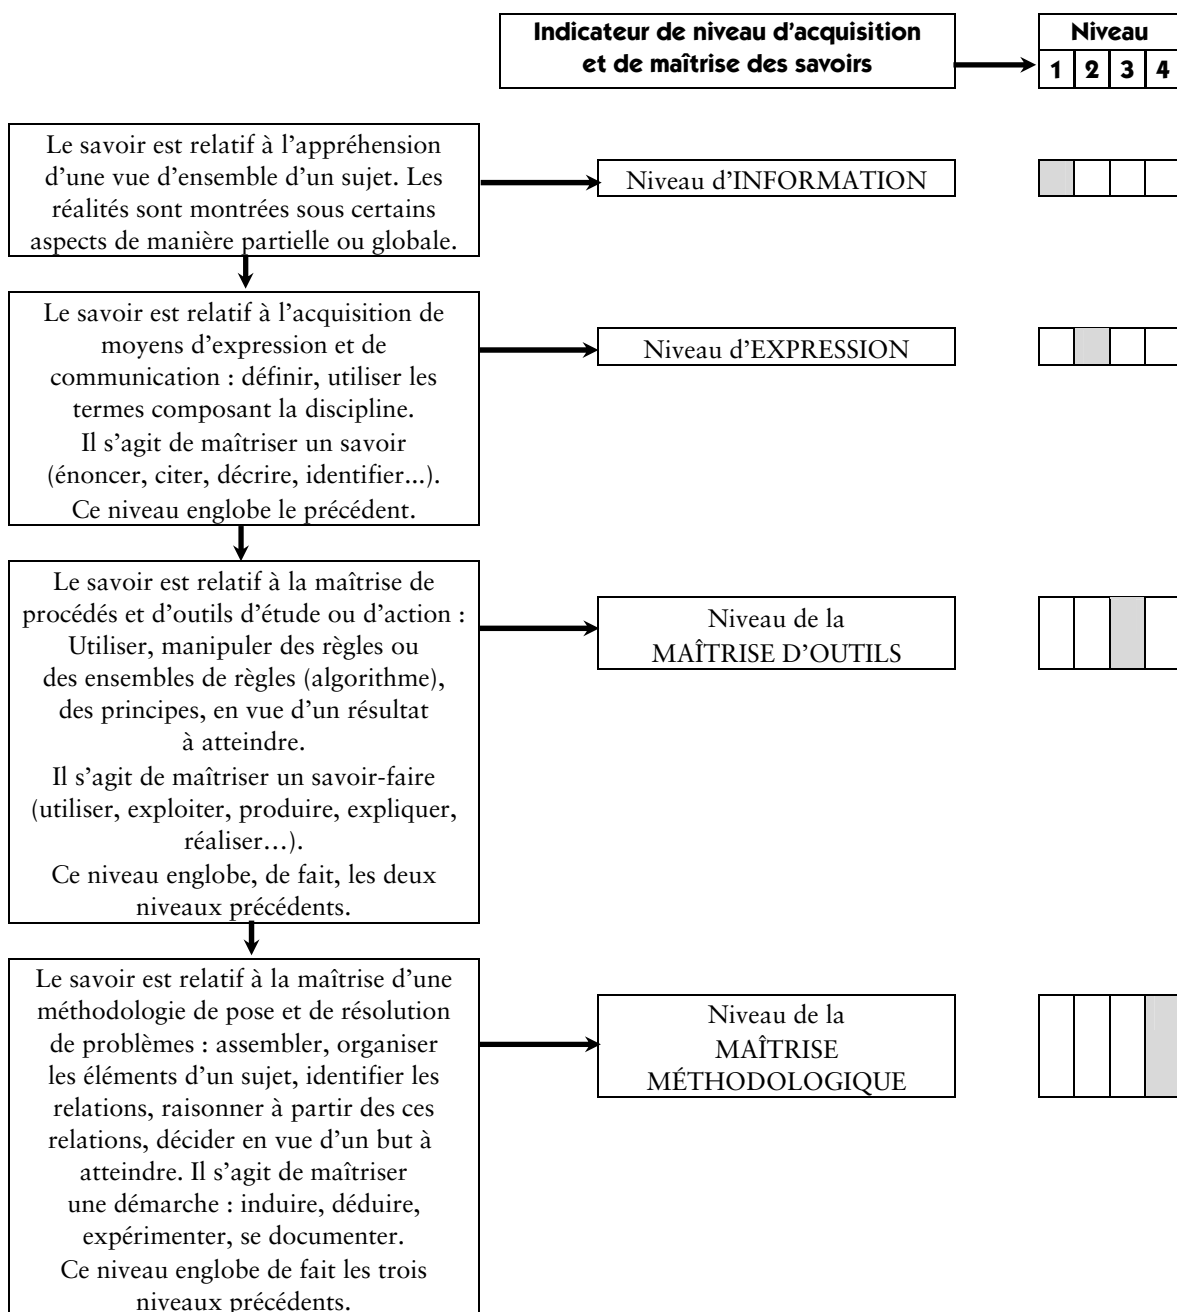 Indicateur de niveau d’acquisition
et de maîtrise des savoirs
Niveau
1 2 3 4
Le savoir est relatif à l’appréhension
d’une vue d’ensemble d’un sujet. Les
réalités sont montrées sous certains
aspects de manière partielle ou globale.
Niveau d’INFORMATION
Le savoir est relatif à l’acquisition de
moyens d’expression et de
communication : définir, utiliser les
termes composant la discipline.
Il s’agit de maîtriser un savoir
(énoncer, citer, décrire, identifier...).
Ce niveau englobe le précédent.
Niveau d’EXPRESSION
Le savoir est relatif à la maîtrise de
procédés et d’outils d’étude ou d’action :
Utiliser, manipuler des règles ou
des ensembles de règles (algorithme),
des principes, en vue d’un résultat
à atteindre.
Il s’agit de maîtriser un savoir-faire
(utiliser, exploiter, produire, expliquer,
réaliser…).
Ce niveau englobe, de fait, les deux
niveaux précédents.
Niveau de la
MAÎTRISE D’OUTILS
Le savoir est relatif à la maîtrise d’une
méthodologie de pose et de résolution
de problèmes : assembler, organiser
les éléments d’un sujet, identifier les
relations, raisonner à partir des ces
relations, décider en vue d’un but à
atteindre. Il s’agit de maîtriser
une démarche : induire, déduire,
expérimenter, se documenter.
Ce niveau englobe de fait les trois
niveaux précédents.
Niveau de la
MAÎTRISE
MÉTHODOLOGIQUE